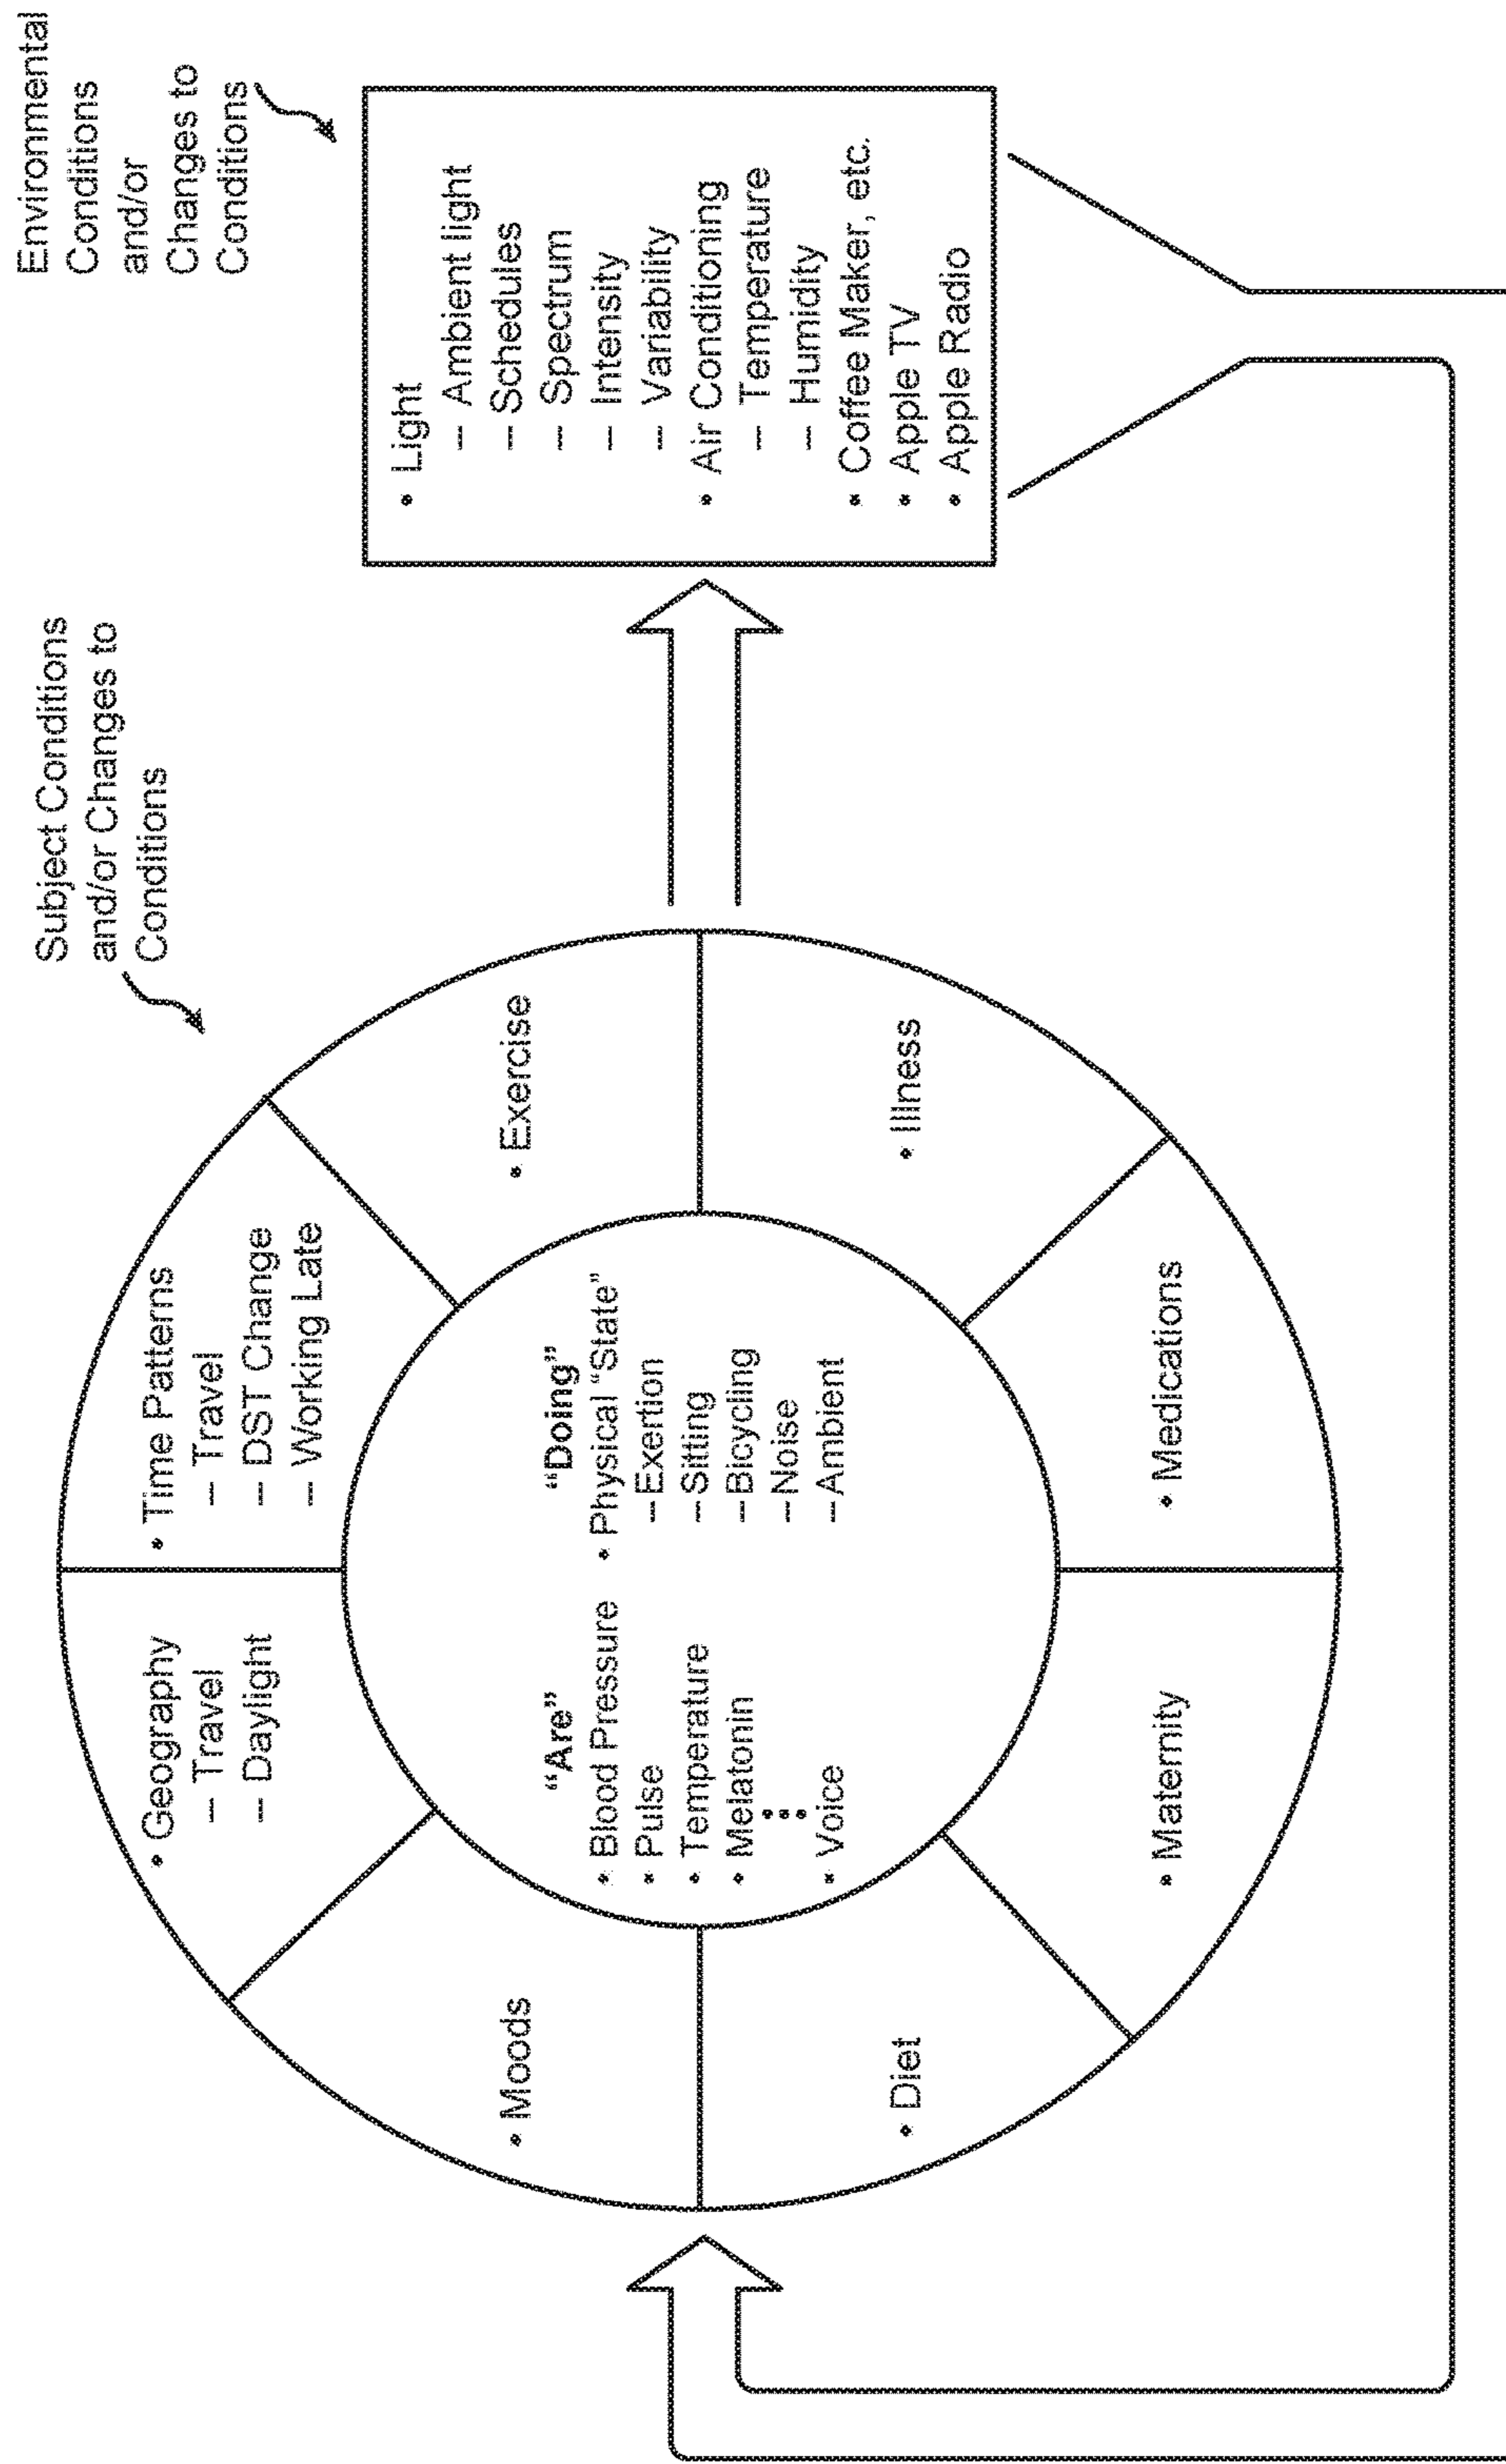 Subject Conditions
and/or Changes to
Conditions
Environmental
Conditions
and/or
Changes to
Conditions
• Geography
– Travel
– Daylight
• Time Patterns
– Travel
– DST Change
– Working Late
• Moods
• Exercise
“Are”
• Blood Pressure
• Pulse
• Temperature
• Melatonin
• Voice
“Doing”
• Physical “State”
–Exertion
–Sitting
–Bicycling
–Noise
–Ambient
• Diet
• Illness
• Maternity
• Medications
• Light
– Ambient light
– Schedules
– Spectrum
– Intensity
– Variability
• Air Conditioning
– Temperature
– Humidity
• Coffee Maker, etc.
• Apple TV
• Apple Radio